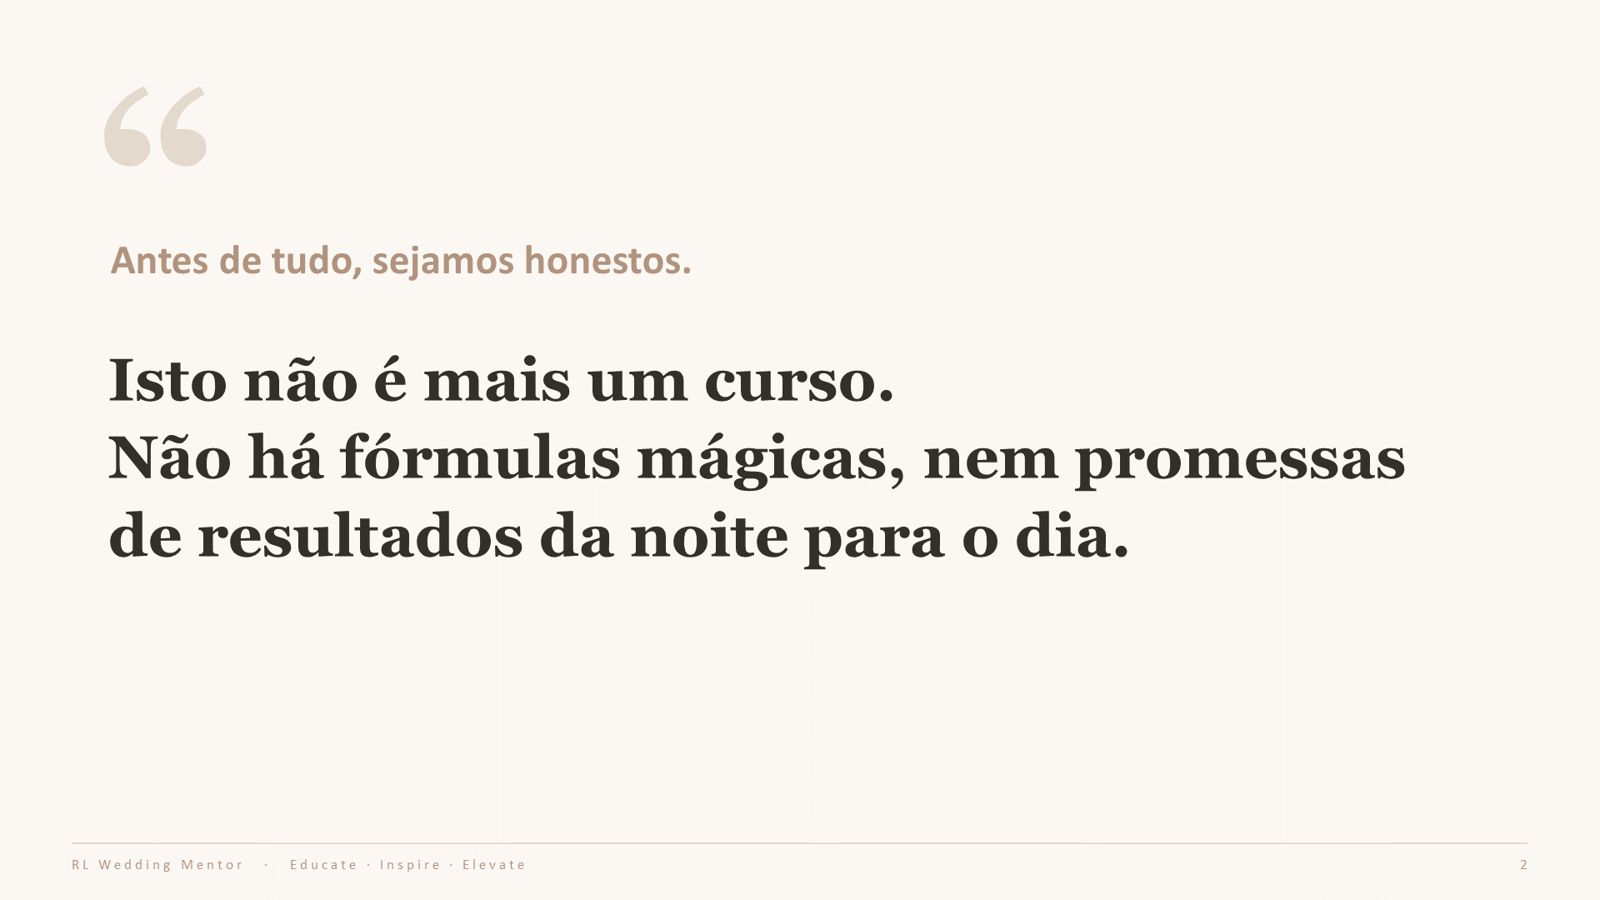 “
Antes de tudo, sejamos honestos.
Isto não é mais um curso.
Não há fórmulas mágicas, nem promessas
de resultados da noite para o dia.
RL Wedding Mentor · Educate · Inspire · Elevate
2